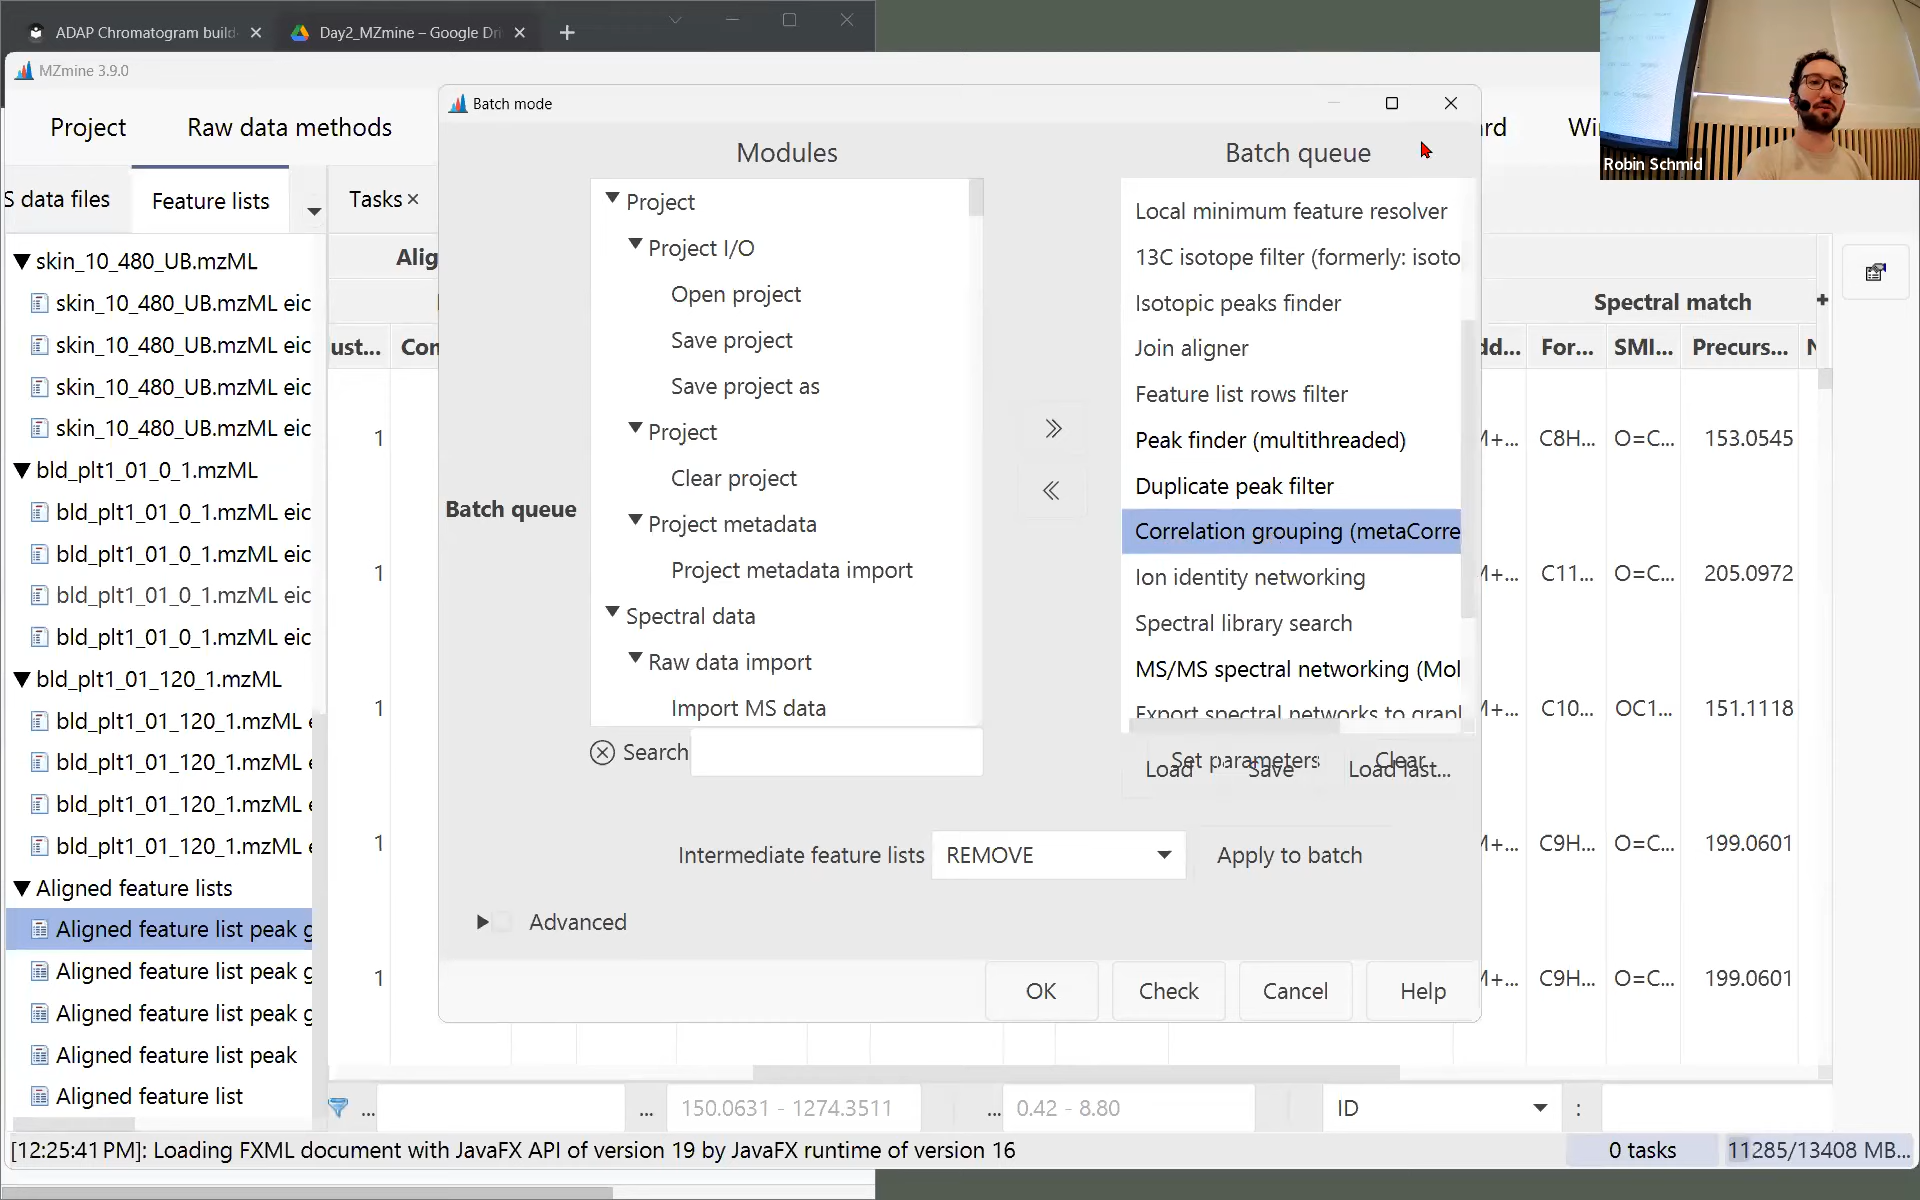 ADAP Chromatogram build
Day2_MZmine – Google Dri
MZmine 3.9.0
Project
Raw data methods
Batch mode
Modules
Batch queue
Robin Schmid
S data files
Feature lists
Tasks
skin_10_480_UB.mzML
skin_10_480_UB.mzML eic
skin_10_480_UB.mzML eic
skin_10_480_UB.mzML eic
skin_10_480_UB.mzML eic
bld_plt1_01_0_1.mzML
bld_plt1_01_0_1.mzML eic
bld_plt1_01_0_1.mzML eic
bld_plt1_01_0_1.mzML eic
bld_plt1_01_0_1.mzML eic
bld_plt1_01_120_1.mzML
bld_plt1_01_120_1.mzML e
bld_plt1_01_120_1.mzML e
bld_plt1_01_120_1.mzML e
bld_plt1_01_120_1.mzML e
Aligned feature lists
Aligned feature list peak g
Aligned feature list peak g
Aligned feature list peak g
Aligned feature list peak
Aligned feature list
Alig
ust... Con
1
1
1
1
1
Batch queue
Project
Project I/O
Open project
Save project
Save project as
Project
Clear project
Project metadata
Project metadata import
Spectral data
Raw data import
Import MS data
Search
Local minimum feature resolver
13C isotope filter (formerly: isoto
Isotopic peaks finder
Join aligner
Feature list rows filter
Peak finder (multithreaded)
Duplicate peak filter
Correlation grouping (metaCorre
Ion identity networking
Spectral library search
MS/MS spectral networking (Mol
Export spectral networks to graph
Set parameters Clear
Load Save Load last...
Intermediate feature lists REMOVE Apply to batch
Advanced
OK Check Cancel Help
rd Wi
Spectral match +
dd... For... SMI... Precurs...
M+... C8H... O=C... 153.0545
M+... C11... O=C... 205.0972
M+... C10... OC1... 151.1118
M+... C9H... O=C... 199.0601
M+... C9H... O=C... 199.0601
... ... 150.0631 - 1274.3511 ... 0.42 - 8.80 ID :
[12:25:41 PM]: Loading FXML document with JavaFX API of version 19 by JavaFX runtime of version 16
0 tasks 11285/13408 MB...